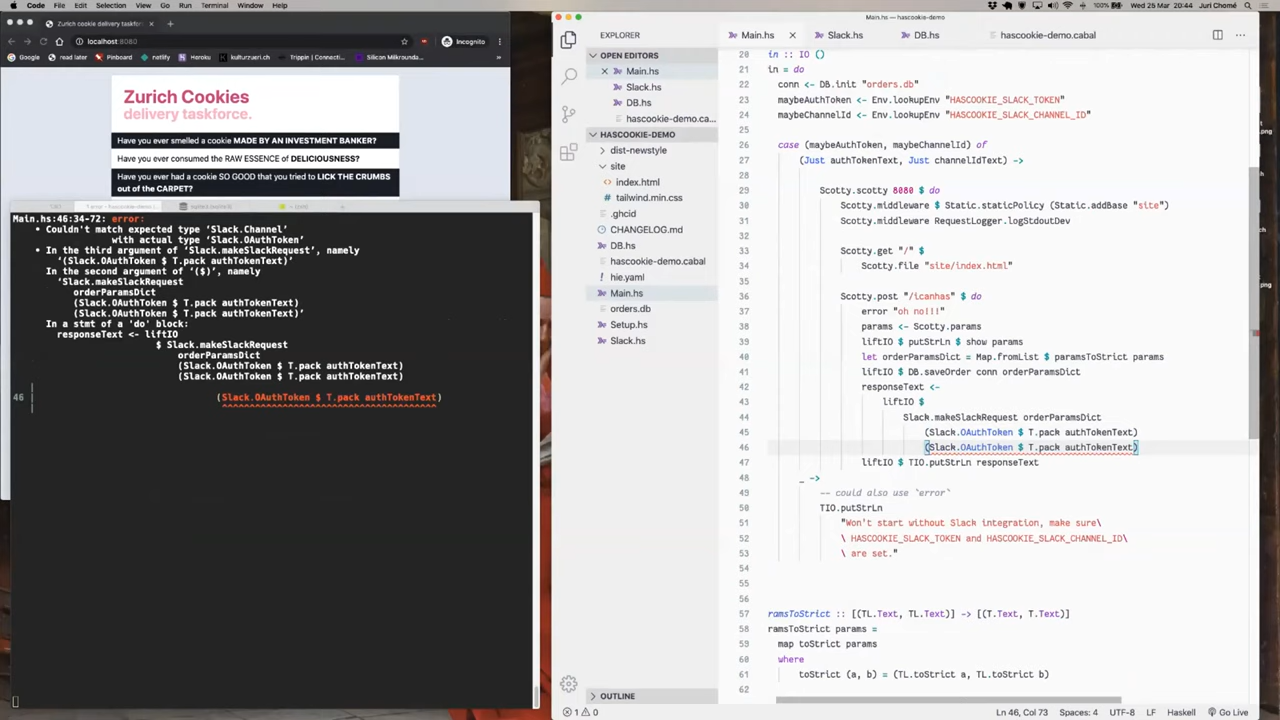 Code File Edit Selection View Go Run Terminal Window Help
100% Wed 25 Mar 20:44 Juri Chomé
Zurich cookie delivery taskfor
localhost:8080
Incognito
Google read later Pinboard netlify Heroku kulturzueri.ch Trippin | Connecti... Silicon Milkrounda...
Zurich Cookies
delivery taskforce.
Have you ever smelled a cookie MADE BY AN INVESTMENT BANKER?
Have you ever consumed the RAW ESSENCE of DELICIOUSNESS?
Have you ever had a cookie SO GOOD that you tried to LICK THE CRUMBS
out of the CARPET?
Main.hs:46:34-72: error:
• Couldn't match expected type ‘Slack.Channel’
with actual type ‘Slack.OAuthToken’
• In the third argument of ‘Slack.makeSlackRequest’, namely
‘(Slack.OAuthToken $ T.pack authTokenText)’
In the second argument of ‘($)’, namely
‘Slack.makeSlackRequest
orderParamsDict
(Slack.OAuthToken $ T.pack authTokenText)
(Slack.OAuthToken $ T.pack authTokenText)’
In a stmt of a 'do' block:
responseText <- liftIO
$ Slack.makeSlackRequest
orderParamsDict
(Slack.OAuthToken $ T.pack authTokenText)
(Slack.OAuthToken $ T.pack authTokenText)
46 | (Slack.OAuthToken $ T.pack authTokenText)
Main.hs — hascookie-demo
EXPLORER
OPEN EDITORS
Main.hs
Slack.hs
DB.hs
hascookie-demo.ca...
HASCOOKIE-DEMO
dist-newstyle
site
index.html
tailwind.min.css
.ghcid
CHANGELOG.md
DB.hs
hascookie-demo.cabal
hie.yaml
Main.hs
orders.db
Setup.hs
Slack.hs
OUTLINE
Main.hs Slack.hs DB.hs hascookie-demo.cabal
20 in :: IO ()
21 in = do
22 conn <- DB.init "orders.db"
23 maybeAuthToken <- Env.lookupEnv "HASCOOKIE_SLACK_TOKEN"
24 maybeChannelId <- Env.lookupEnv "HASCOOKIE_SLACK_CHANNEL_ID"
25
26 case (maybeAuthToken, maybeChannelId) of
27 (Just authTokenText, Just channelIdText) ->
28
29 Scotty.scotty 8080 $ do
30 Scotty.middleware $ Static.staticPolicy (Static.addBase "site")
31 Scotty.middleware RequestLogger.logStdoutDev
32
33 Scotty.get "/" $
34 Scotty.file "site/index.html"
35
36 Scotty.post "/icanhas" $ do
37 error "oh no!!!"
38 params <- Scotty.params
39 liftIO $ putStrLn $ show params
40 let orderParamsDict = Map.fromList $ paramsToStrict params
41 liftIO $ DB.saveOrder conn orderParamsDict
42 responseText <-
43 liftIO $
44 Slack.makeSlackRequest orderParamsDict
45 (Slack.OAuthToken $ T.pack authTokenText)
46 (Slack.OAuthToken $ T.pack authTokenText)
47 liftIO $ TIO.putStrLn responseText
48 _ ->
49 -- could also use `error`
50 TIO.putStrLn
51 "Won't start without Slack integration, make sure\
52 \ HASCOOKIE_SLACK_TOKEN and HASCOOKIE_SLACK_CHANNEL_ID\
53 \ are set."
54
55
56
57 ramsToStrict :: [(TL.Text, TL.Text)] -> [(T.Text, T.Text)]
58 ramsToStrict params =
59 map toStrict params
60 where
61 toStrict (a, b) = (TL.toStrict a, TL.toStrict b)
62
1 0 Ln 46, Col 73 Spaces: 4 UTF-8 LF Haskell Go Live